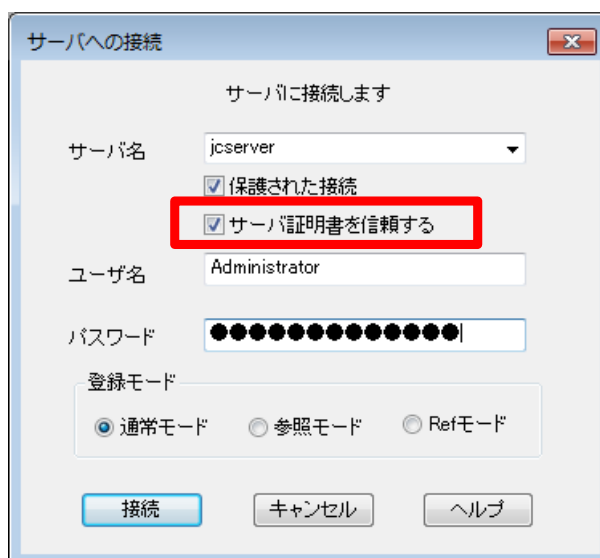 サーバへの接続
サーバに接続します
サーバ名 jcserver
保護された接続
サーバ証明書を信頼する
ユーザ名 Administrator
パスワード ●●●●●●●●●●●●●
登録モード
通常モード 参照モード Refモード
接続 キャンセル ヘルプ